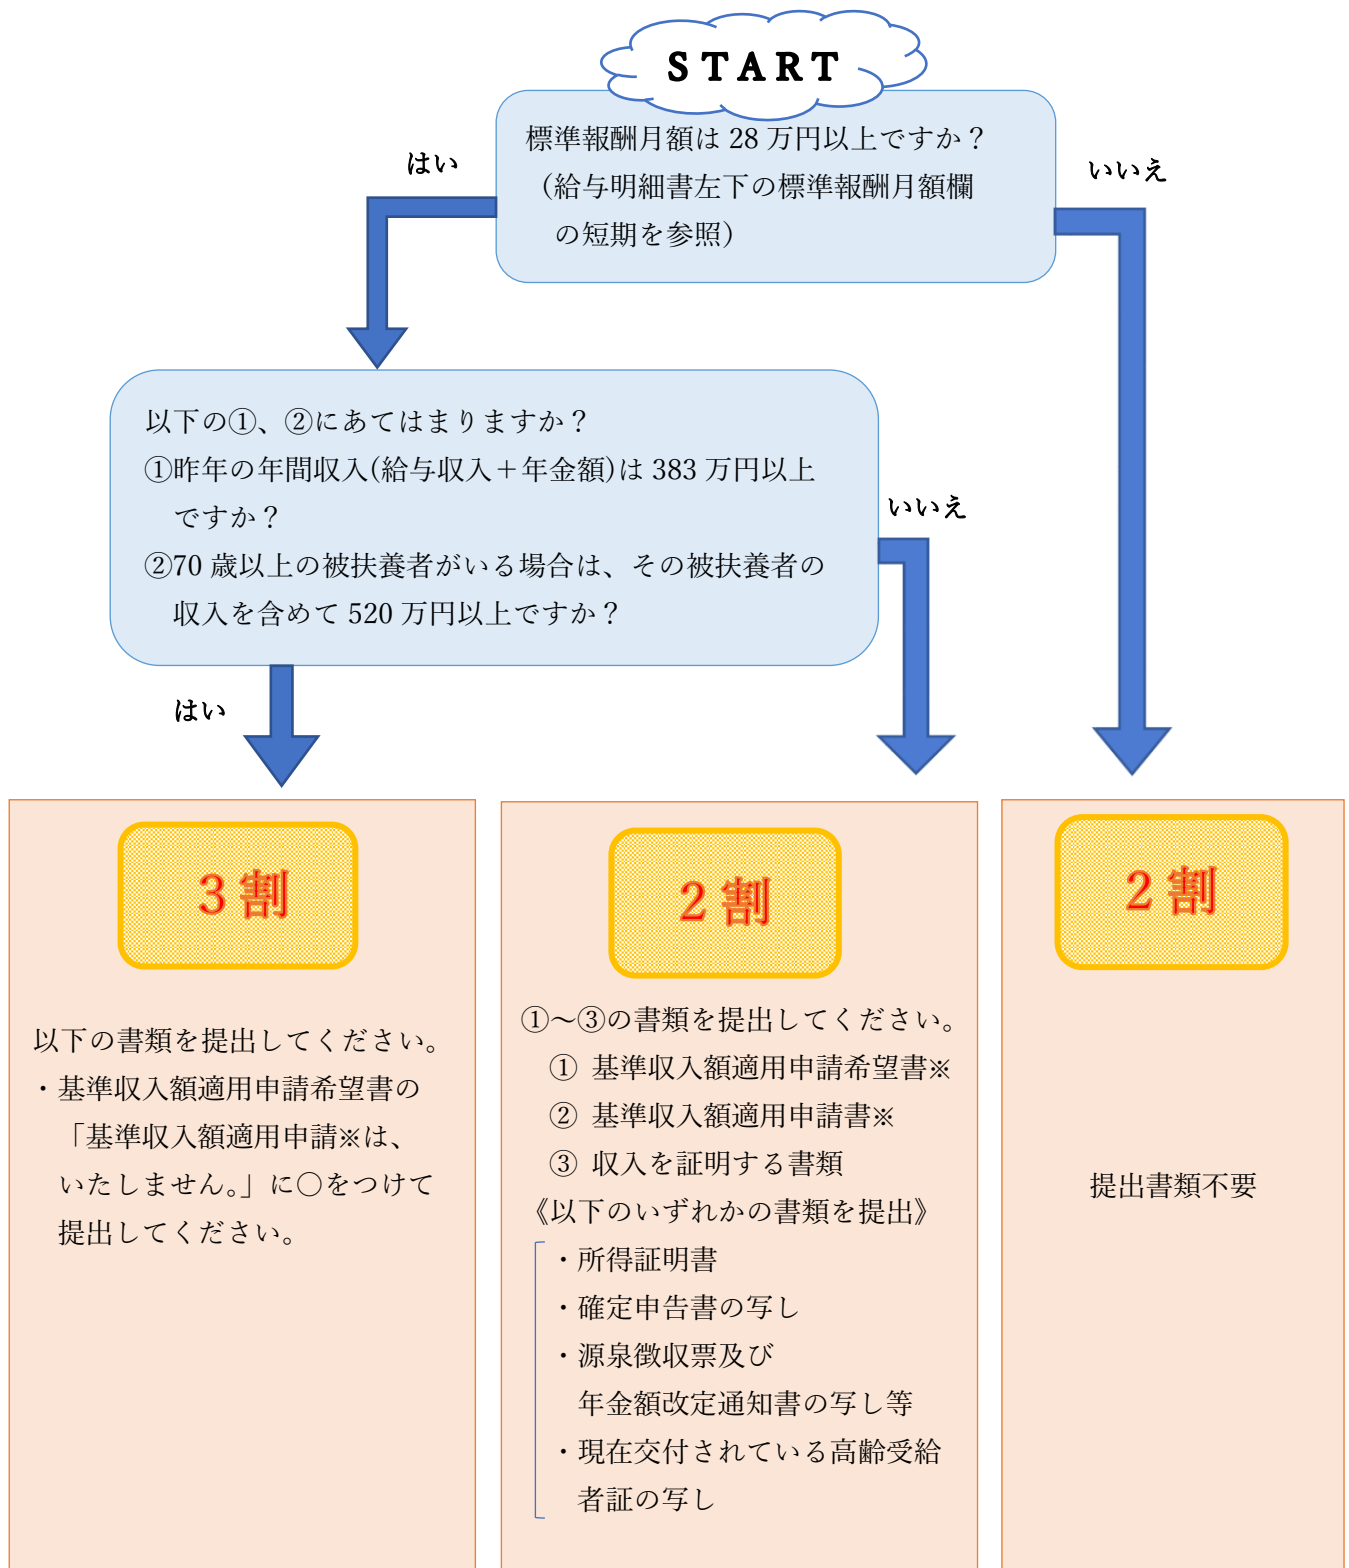 START
標準報酬月額は 28 万円以上ですか？
（給与明細書左下の標準報酬月額欄
の短期を参照）
はい
いいえ
以下の①、②にあてはまりますか？
①昨年の年間収入(給与収入＋年金額)は 383 万円以上
ですか？
②70 歳以上の被扶養者がいる場合は、その被扶養者の
収入を含めて 520 万円以上ですか？
いいえ
はい
３割
以下の書類を提出してください。
・基準収入額適用申請希望書の
「基準収入額適用申請※は、
いたしません。」に○をつけて
提出してください。
２割
①～③の書類を提出してください。
① 基準収入額適用申請希望書※
② 基準収入額適用申請書※
③ 収入を証明する書類
《以下のいずれかの書類を提出》
・所得証明書
・確定申告書の写し
・源泉徴収票及び
年金額改定通知書の写し等
・現在交付されている高齢受給
者証の写し
２割
提出書類不要